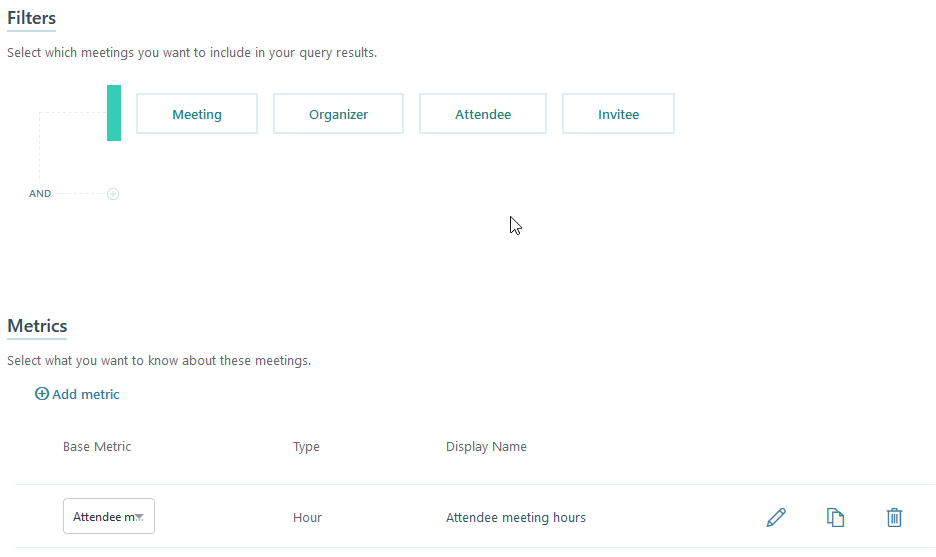 Filters
Select which meetings you want to include in your query results.
Meeting Organizer Attendee Invitee
AND
Metrics
Select what you want to know about these meetings.
Add metric
Base Metric Type Display Name
Attendee m... Hour Attendee meeting hours